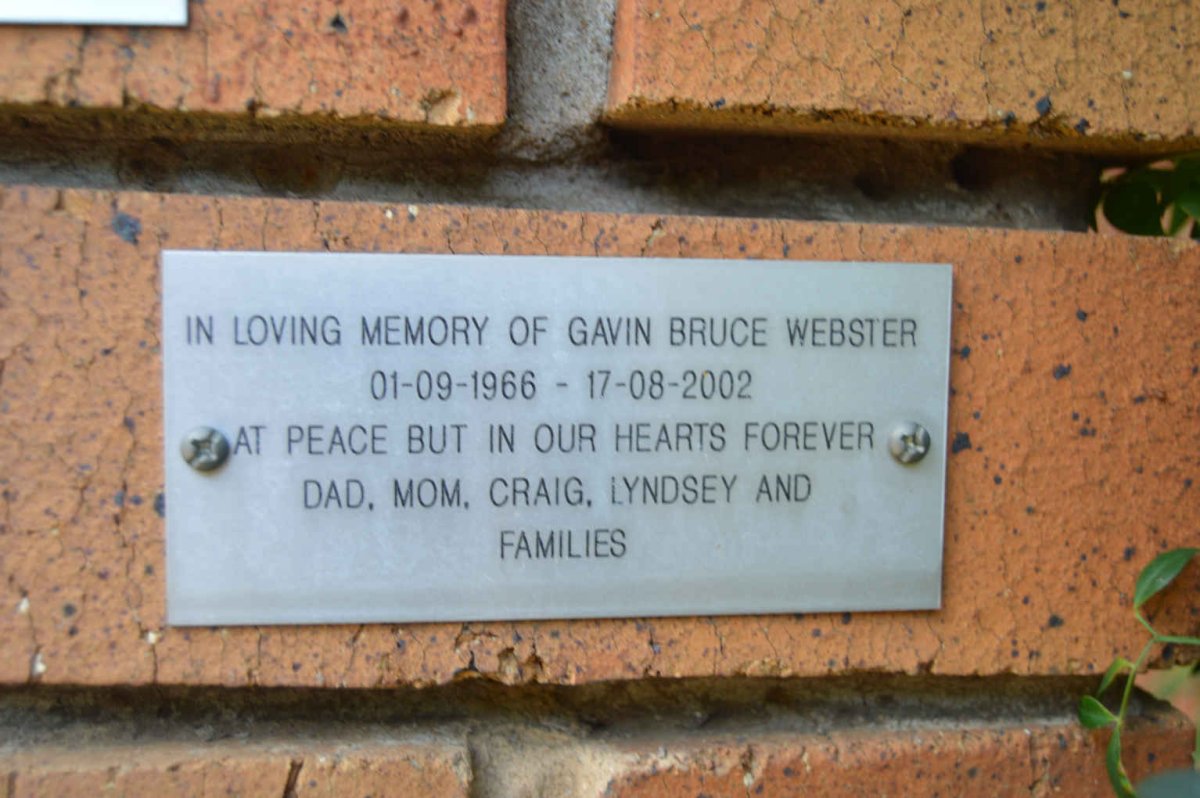 IN LOVING MEMORY OF GAVIN BRUCE WEBSTER
01-09-1966 - 17-08-2002
AT PEACE BUT IN OUR HEARTS FOREVER
DAD, MOM, CRAIG, LYNDSEY AND
FAMILIES